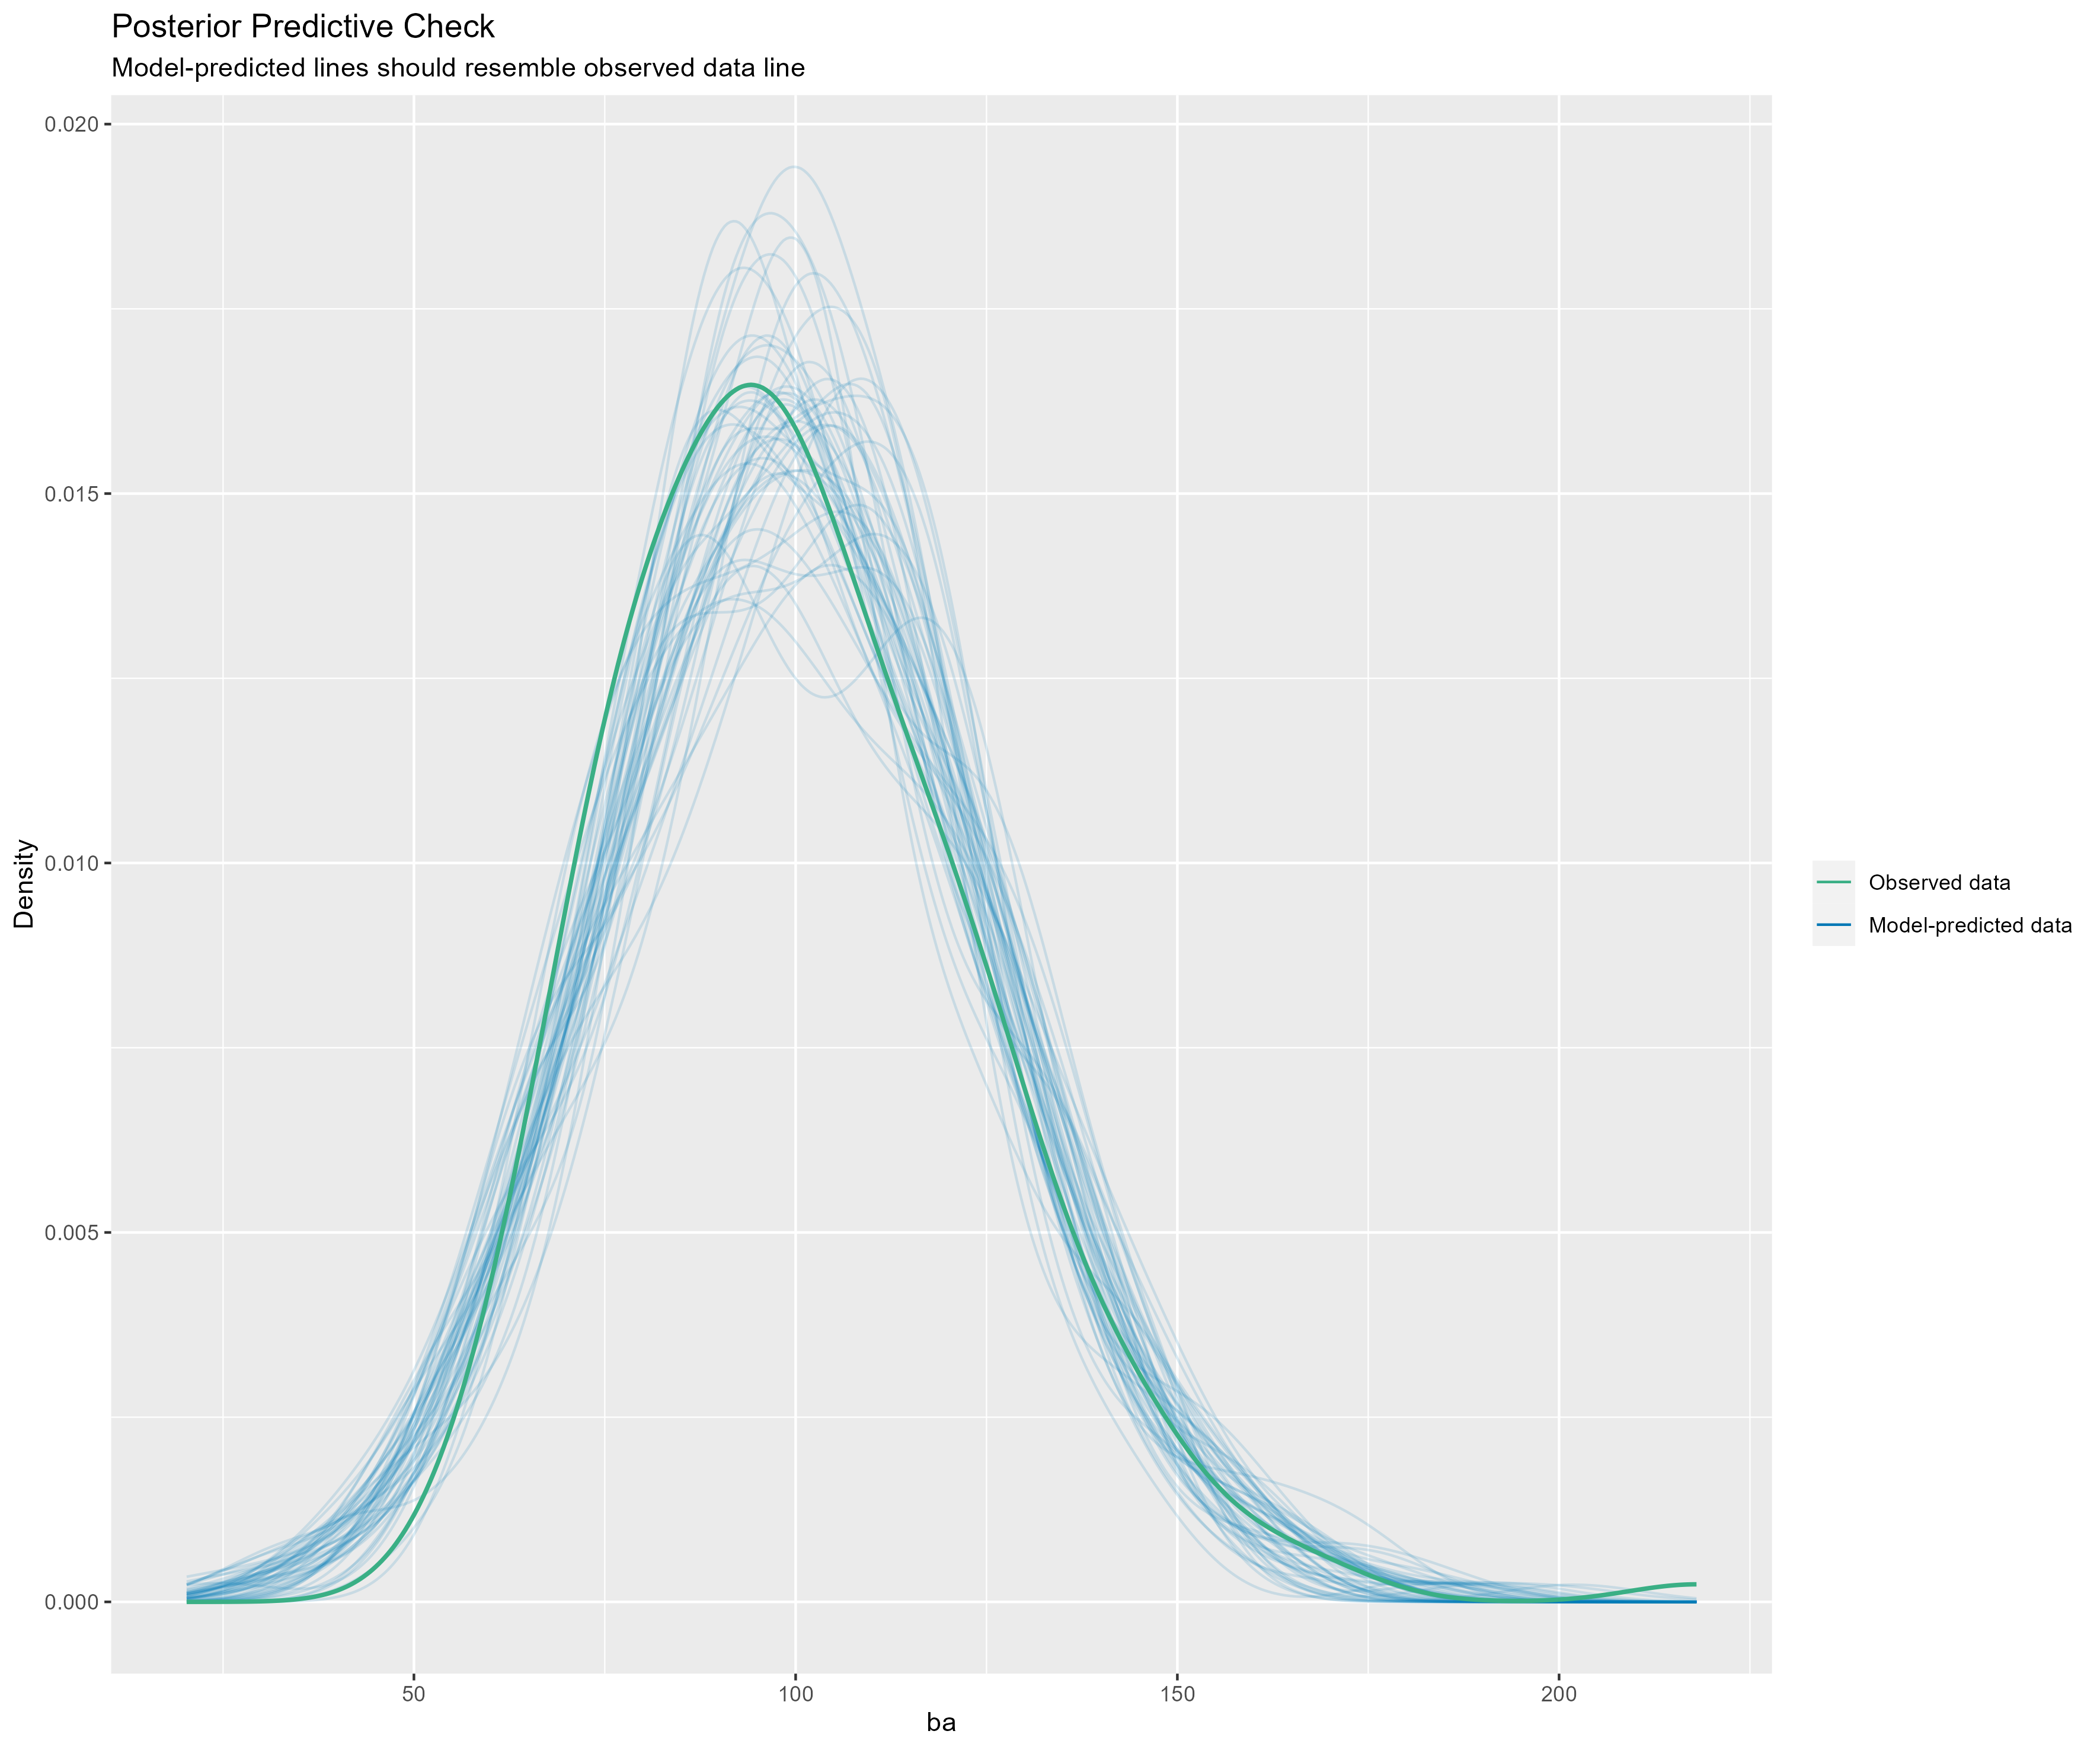 Posterior Predictive Check
Model-predicted lines should resemble observed data line
0.020
0.015
0.010
0.005
0.000
Density
50
100
150
200
ba
Observed data
Model-predicted data